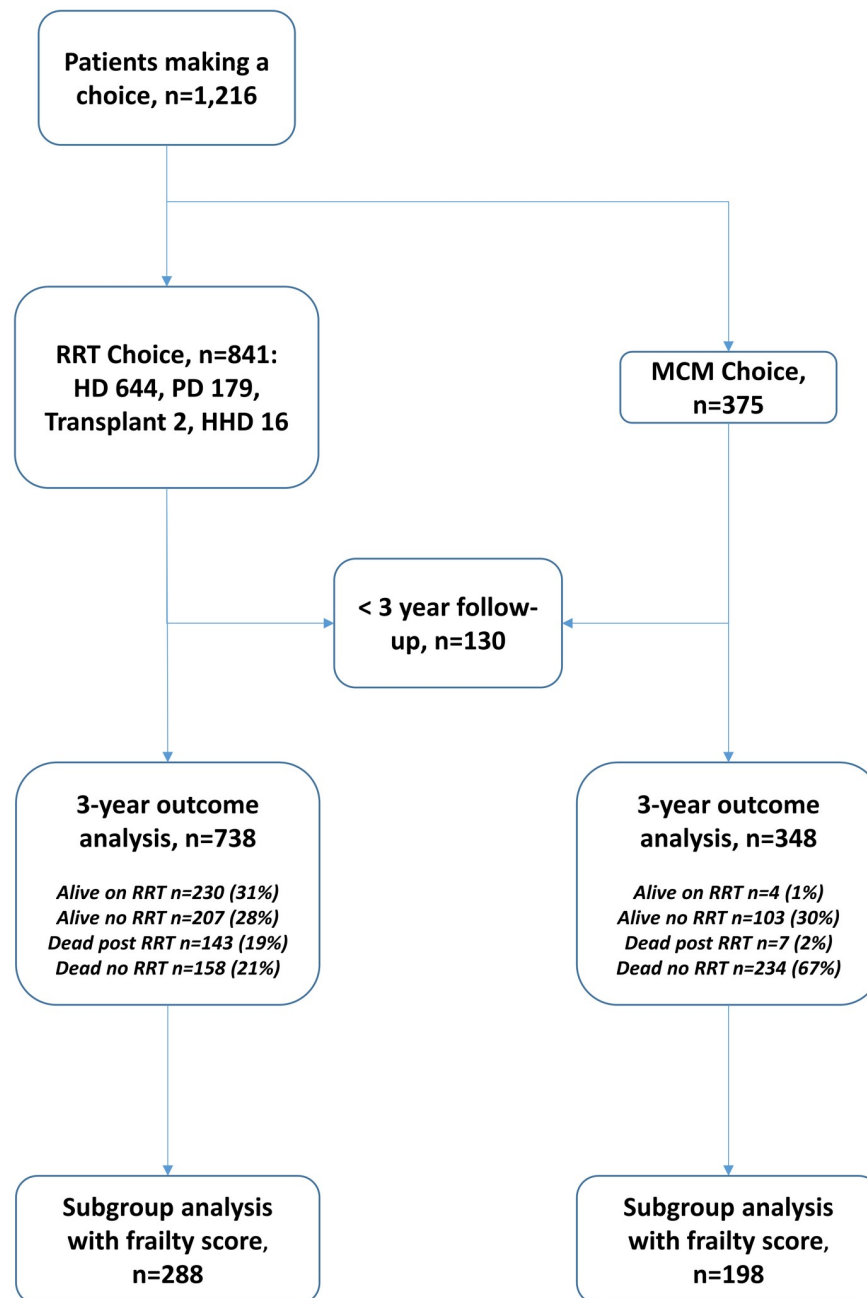 Patients making a
choice, n=1,216
RRT Choice, n=841:
HD 644, PD 179,
Transplant 2, HHD 16
MCM Choice,
n=375
< 3 year follow-
up, n=130
3-year outcome
analysis, n=738
Alive on RRT n=230 (31%)
Alive no RRT n=207 (28%)
Dead post RRT n=143 (19%)
Dead no RRT n=158 (21%)
3-year outcome
analysis, n=348
Alive on RRT n=4 (1%)
Alive no RRT n=103 (30%)
Dead post RRT n=7 (2%)
Dead no RRT n=234 (67%)
Subgroup analysis
with frailty score,
n=288
Subgroup analysis
with frailty score,
n=198